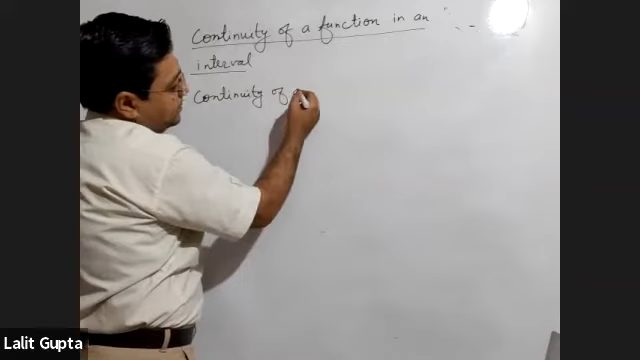 Continuity of a function in an
interval
Continuity of a
Lalit Gupta